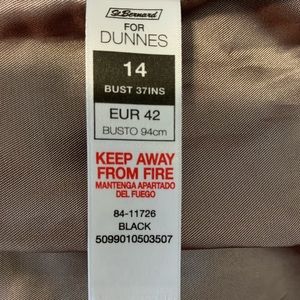 St Bernard
FOR
DUNNES
14
BUST 37INS
EUR 42
BUSTO 94cm
KEEP AWAY
FROM FIRE
MANTENGA APARTADO
DEL FUEGO
84-11726
BLACK
5099010503507